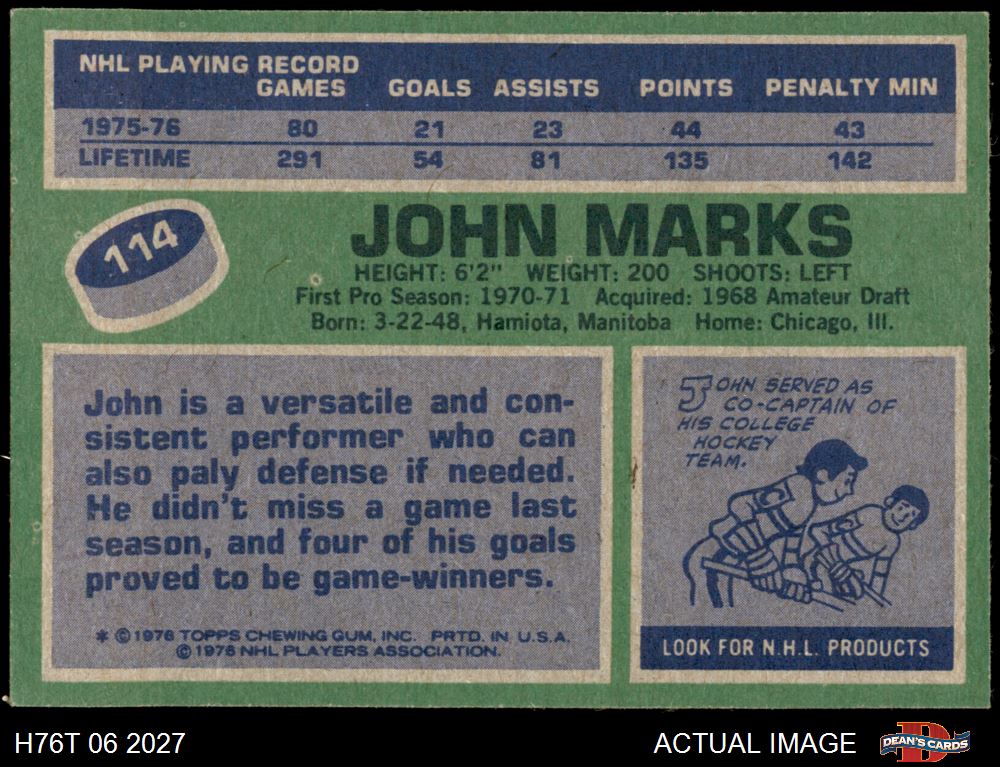 NHL PLAYING RECORD
GAMES GOALS ASSISTS POINTS PENALTY MIN
1975-76 80 21 23 44 43
LIFETIME 291 54 81 135 142
114
JOHN MARKS
HEIGHT: 6'2" WEIGHT: 200 SHOOTS: LEFT
First Pro Season: 1970-71 Acquired: 1968 Amateur Draft
Born: 3-22-48, Hamiota, Manitoba Home: Chicago, Ill.
John is a versatile and con-
sistent performer who can
also paly defense if needed.
He didn't miss a game last
season, and four of his goals
proved to be game-winners.
* © 1976 TOPPS CHEWING GUM, INC. PRTD. IN U.S.A.
© 1976 NHL PLAYERS ASSOCIATION.
JOHN SERVED AS
CO-CAPTAIN OF
HIS COLLEGE
HOCKEY
TEAM.
C
LOOK FOR N.H.L. PRODUCTS
H76T 06 2027
ACTUAL IMAGE
D
DEAN'S CARDS